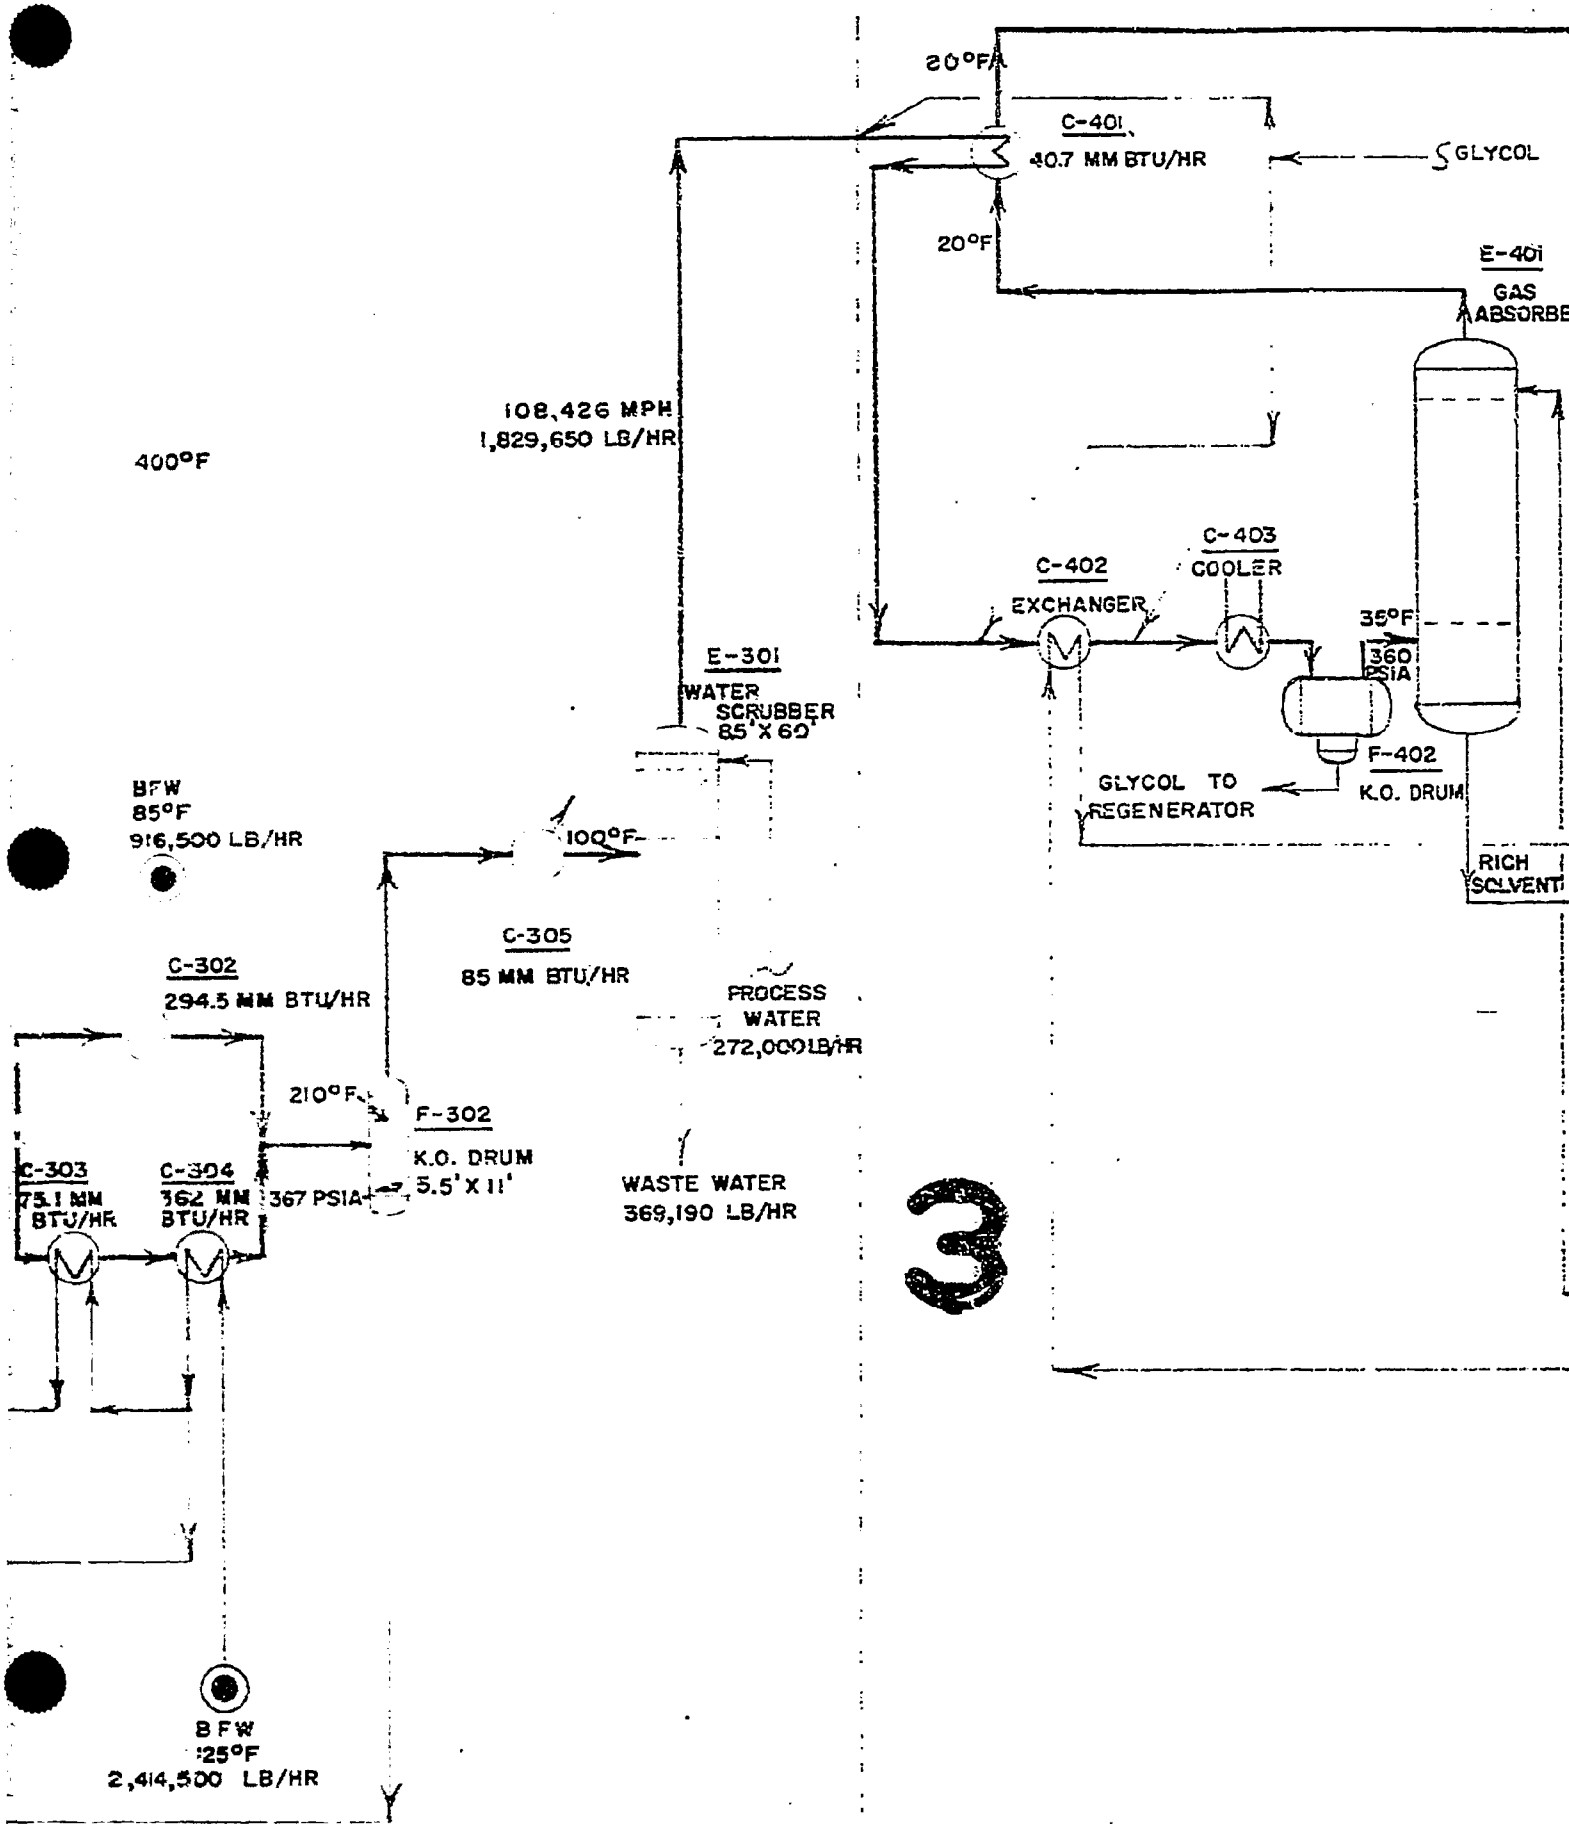 20°F
C-401
40.7 MM BTU/HR
GLYCOL
20°F
E-401
GAS
ABSORBE
108,426 MPH
1,829,650 LB/HR
400°F
C-403
COOLER
C-402
EXCHANGER
35°F
360
PSIA
E-301
WATER
SCRUBBER
8.5'X 60'
F-402
K.O. DRUM
GLYCOL TO
REGENERATOR
BFW
85°F
916,500 LB/HR
100°F
RICH
SOLVENT
C-305
85 MM BTU/HR
C-302
294.5 MM BTU/HR
PROCESS
WATER
272,000 LB/HR
210°F
F-302
K.O. DRUM
5.5'X 11'
C-303
75.1 MM
BTU/HR
C-304
362 MM
BTU/HR
367 PSIA
WASTE WATER
369,190 LB/HR
3
BFW
125°F
2,414,500 LB/HR